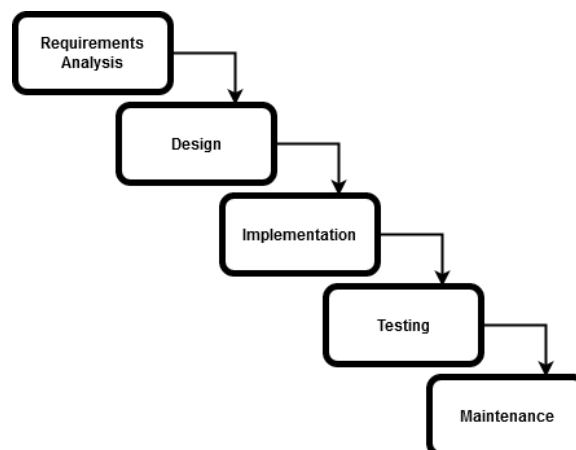 Requirements
Analysis
Design
Implementation
Testing
Maintenance